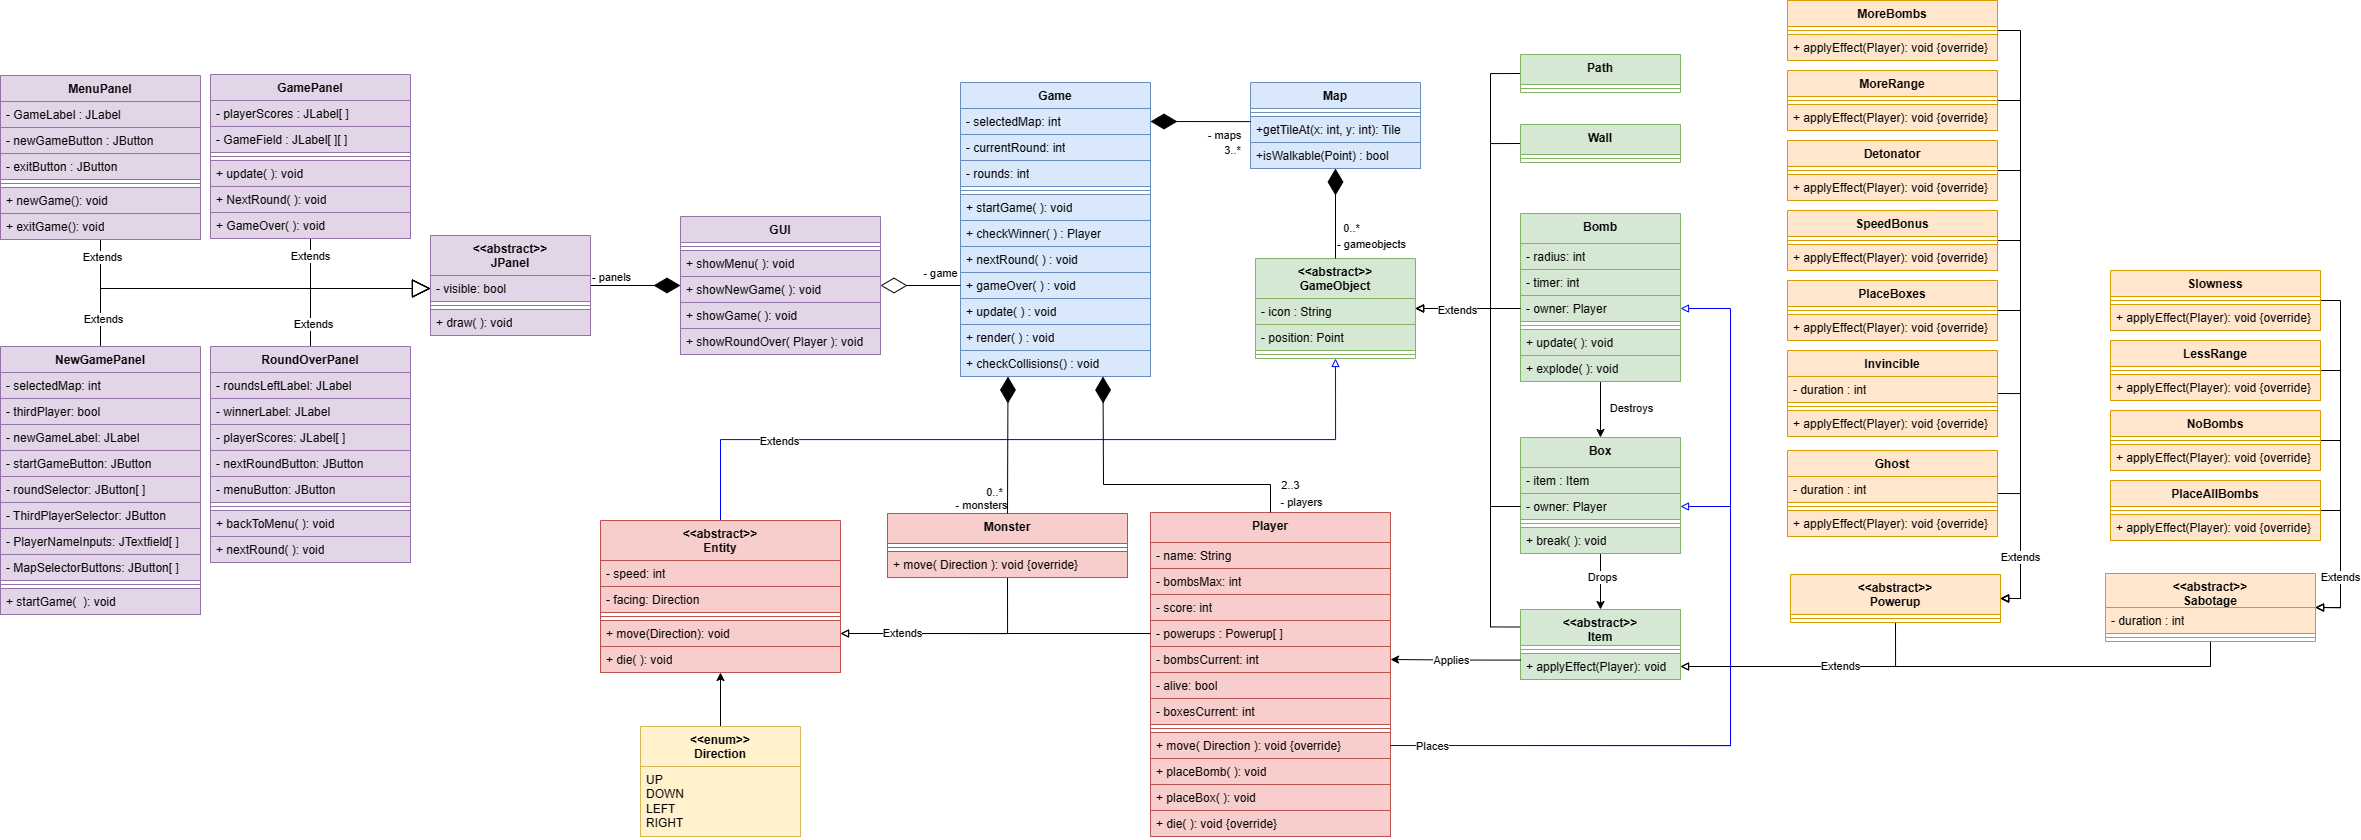 MenuPanel
- GameLabel : JLabel
- newGameButton : JButton
- exitButton : JButton
+ newGame(): void
+ exitGame(): void
GamePanel
- playerScores : JLabel[ ]
- GameField : JLabel[ ][ ]
+ update( ): void
+ NextRound( ): void
+ GameOver( ): void
Extends
Extends
Extends
Extends
NewGamePanel
- selectedMap: int
- thirdPlayer: bool
- newGameLabel: JLabel
- startGameButton: JButton
- roundSelector: JButton[ ]
- ThirdPlayerSelector: JButton
- PlayerNameInputs: JTextfield[ ]
- MapSelectorButtons: JButton[ ]
+ startGame(  ): void
RoundOverPanel
- roundsLeftLabel: JLabel
- winnerLabel: JLabel
- playerScores: JLabel[ ]
- nextRoundButton: JButton
- menuButton: JButton
+ backToMenu( ): void
+ nextRound( ): void
<<abstract>>
JPanel
- visible: bool
+ draw( ): void
- panels
GUI
+ showMenu( ): void
+ showNewGame( ): void
+ showGame( ): void
+ showRoundOver( Player ): void
- game
Game
- selectedMap: int
- currentRound: int
- rounds: int
+ startGame( ): void
+ checkWinner( ) : Player
+ nextRound( ) : void
+ gameOver( ) : void
+ update( ) : void
+ render( ) : void
+ checkCollisions() : void
- maps
3..*
Map
+getTileAt(x: int, y: int): Tile
+isWalkable(Point) : bool
0..*
- gameobjects
<<abstract>>
GameObject
- icon : String
- position: Point
Extends
Extends
0..*
- monsters
2..3
- players
<<abstract>>
Entity
- speed: int
- facing: Direction
+ move(Direction): void
+ die( ): void
Extends
<<enum>>
Direction
UP
DOWN
LEFT
RIGHT
Monster
+ move( Direction ): void {override}
Player
- name: String
- bombsMax: int
- score: int
- powerups : Powerup[ ]
- bombsCurrent: int
- alive: bool
- boxesCurrent: int
+ move( Direction ): void {override}
+ placeBomb( ): void
+ placeBox( ): void
+ die( ): void {override}
Applies
Places
Path
Wall
Bomb
- radius: int
- timer: int
- owner: Player
+ update( ): void
+ explode( ): void
Destroys
Box
- item : Item
- owner: Player
+ break( ): void
Drops
<<abstract>>
Item
+ applyEffect(Player): void
Extends
MoreBombs
+ applyEffect(Player): void {override}
MoreRange
+ applyEffect(Player): void {override}
Detonator
+ applyEffect(Player): void {override}
SpeedBonus
+ applyEffect(Player): void {override}
PlaceBoxes
+ applyEffect(Player): void {override}
Invincible
- duration : int
+ applyEffect(Player): void {override}
Ghost
- duration : int
+ applyEffect(Player): void {override}
Extends
<<abstract>>
Powerup
Slowness
+ applyEffect(Player): void {override}
LessRange
+ applyEffect(Player): void {override}
NoBombs
+ applyEffect(Player): void {override}
PlaceAllBombs
+ applyEffect(Player): void {override}
Extends
<<abstract>>
Sabotage
- duration : int